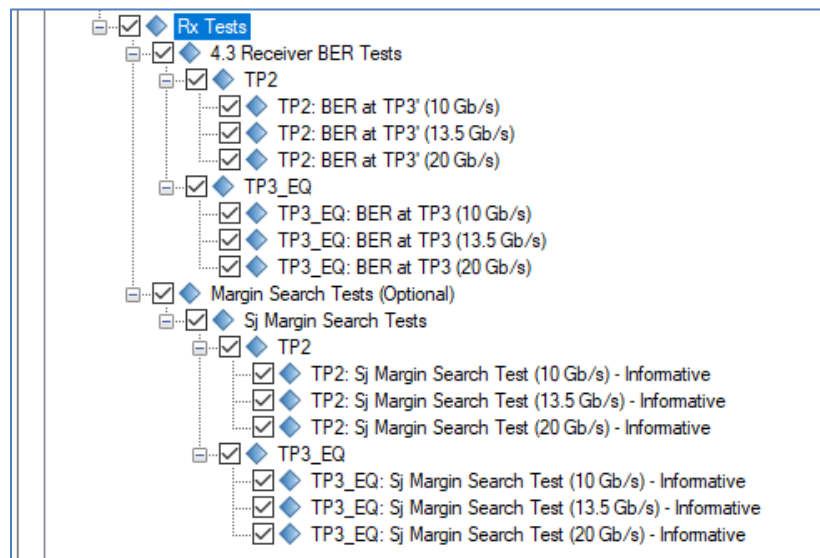 Rx Tests
4.3 Receiver BER Tests
TP2
TP2: BER at TP3' (10 Gb/s)
TP2: BER at TP3' (13.5 Gb/s)
TP2: BER at TP3' (20 Gb/s)
TP3_EQ
TP3_EQ: BER at TP3 (10 Gb/s)
TP3_EQ: BER at TP3 (13.5 Gb/s)
TP3_EQ: BER at TP3 (20 Gb/s)
Margin Search Tests (Optional)
Sj Margin Search Tests
TP2
TP2: Sj Margin Search Test (10 Gb/s) - Informative
TP2: Sj Margin Search Test (13.5 Gb/s) - Informative
TP2: Sj Margin Search Test (20 Gb/s) - Informative
TP3_EQ
TP3_EQ: Sj Margin Search Test (10 Gb/s) - Informative
TP3_EQ: Sj Margin Search Test (13.5 Gb/s) - Informative
TP3_EQ: Sj Margin Search Test (20 Gb/s) - Informative